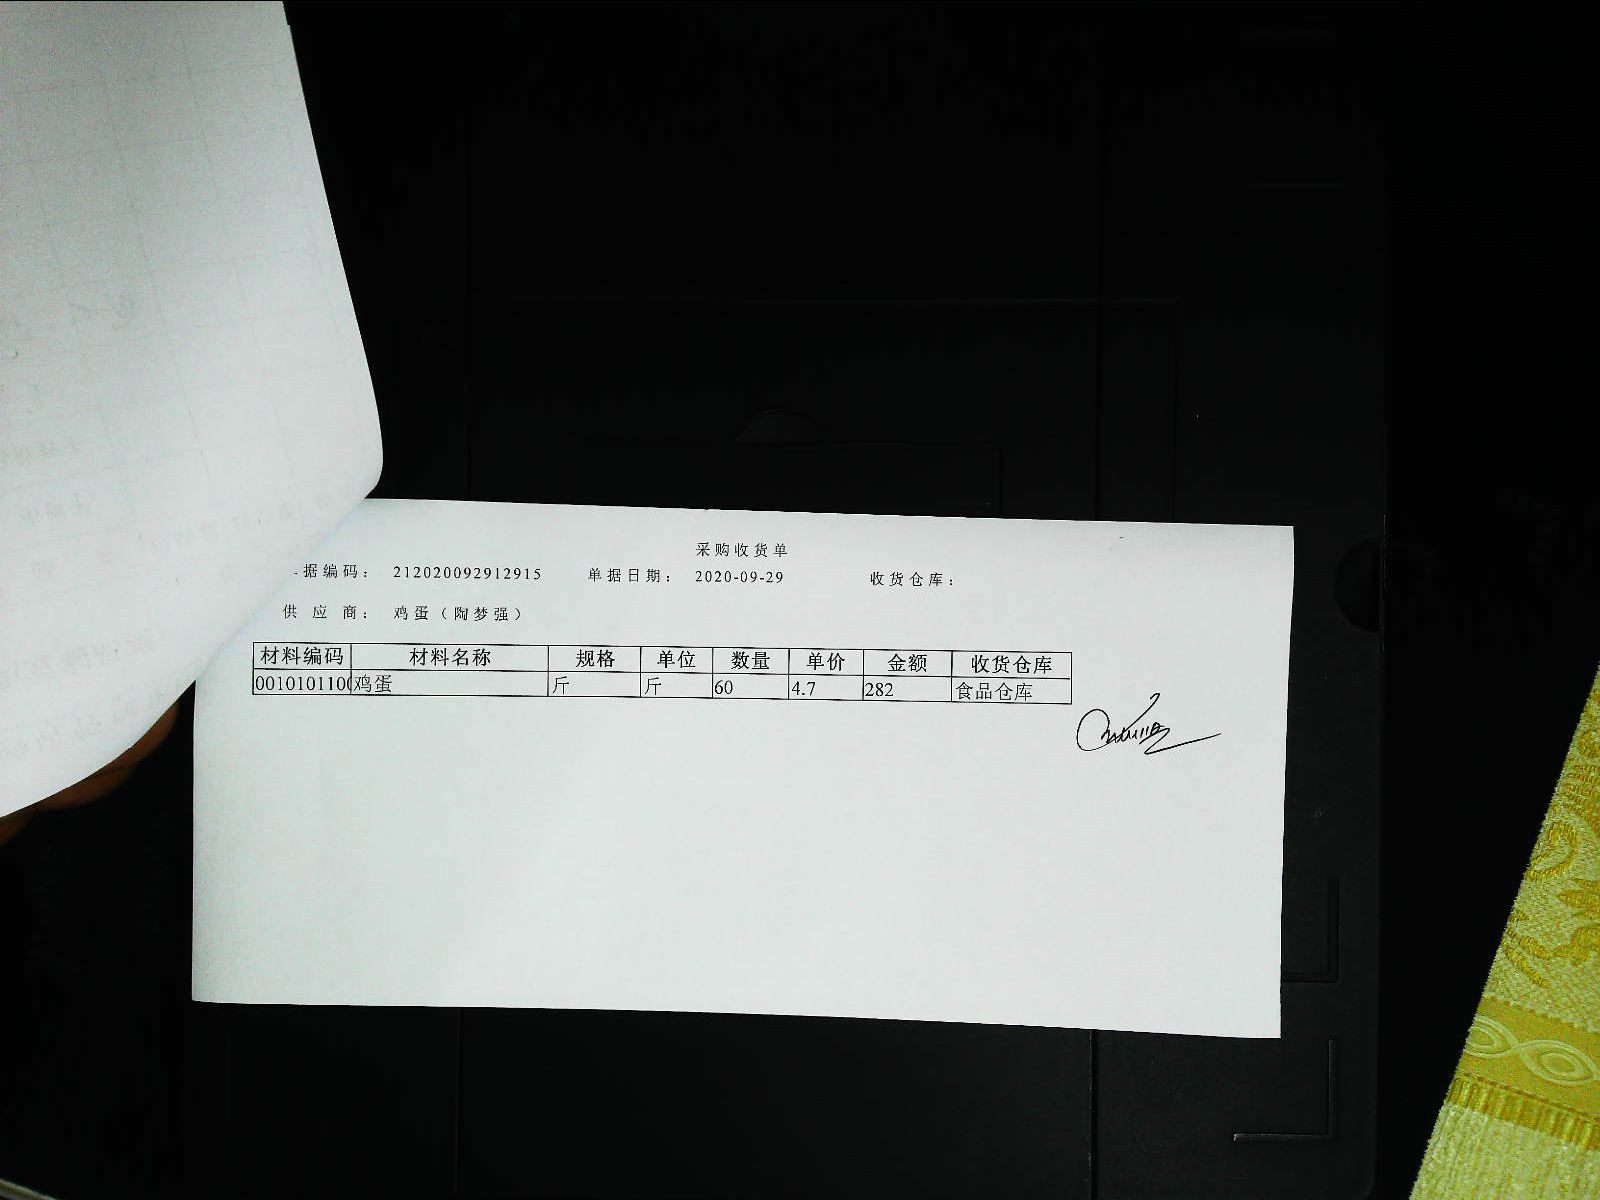 采购收货单
单据编码： 212020092912915 单据日期： 2020-09-29 收货仓库：
供应商： 鸡蛋（陶梦强）
材料编码 材料名称 规格 单位 数量 单价 金额 收货仓库
0010101100 鸡蛋 斤 斤 60 4.7 282 食品仓库